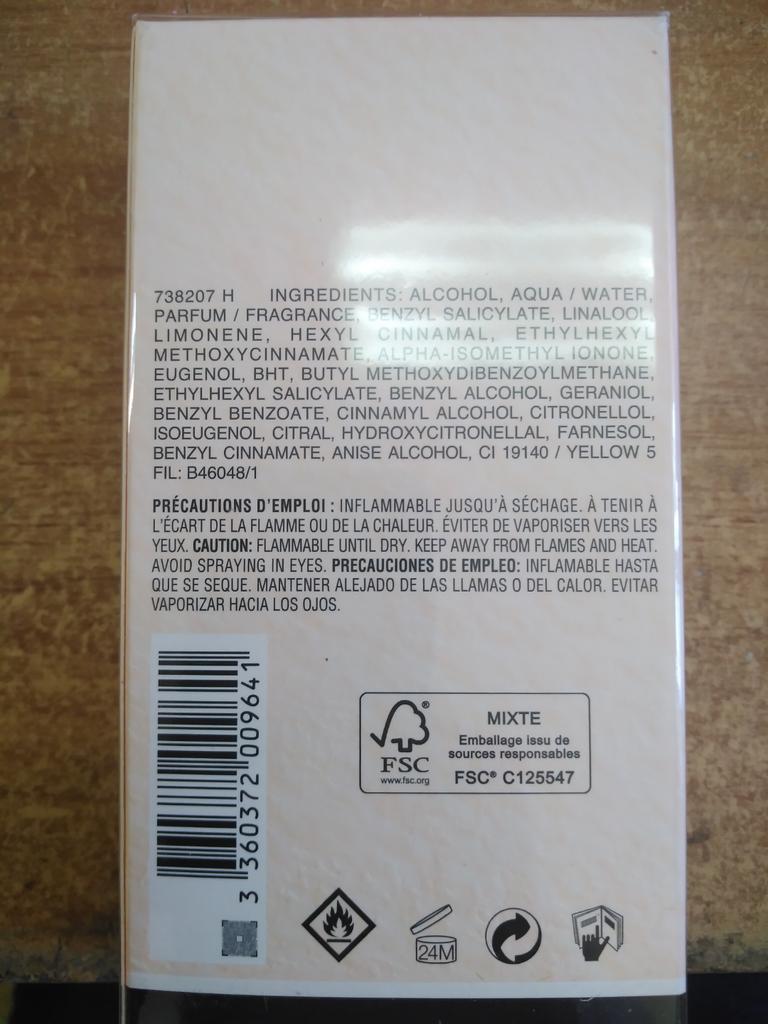 738207 H INGREDIENTS: ALCOHOL, AQUA / WATER,
PARFUM / FRAGRANCE, BENZYL SALICYLATE, LINALOOL,
LIMONENE, HEXYL CINNAMAL, ETHYLHEXYL
METHOXYCINNAMATE, ALPHA-ISOMETHYL IONONE,
EUGENOL, BHT, BUTYL METHOXYDIBENZOYLMETHANE,
ETHYLHEXYL SALICYLATE, BENZYL ALCOHOL, GERANIOL,
BENZYL BENZOATE, CINNAMYL ALCOHOL, CITRONELLOL,
ISOEUGENOL, CITRAL, HYDROXYCITRONELLAL, FARNESOL,
BENZYL CINNAMATE, ANISE ALCOHOL, CI 19140 / YELLOW 5
FIL: B46048/1
PRÉCAUTIONS D'EMPLOI : INFLAMMABLE JUSQU'À SÉCHAGE. À TENIR À
L'ÉCART DE LA FLAMME OU DE LA CHALEUR. ÉVITER DE VAPORISER VERS LES
YEUX. CAUTION: FLAMMABLE UNTIL DRY. KEEP AWAY FROM FLAMES AND HEAT.
AVOID SPRAYING IN EYES. PRECAUCIONES DE EMPLEO: INFLAMABLE HASTA
QUE SE SEQUE. MANTENER ALEJADO DE LAS LLAMAS O DEL CALOR. EVITAR
VAPORIZAR HACIA LOS OJOS.
3 360372 009641
FSC®
www.fsc.org
MIXTE
Emballage issu de
sources responsables
FSC® C125547
24M